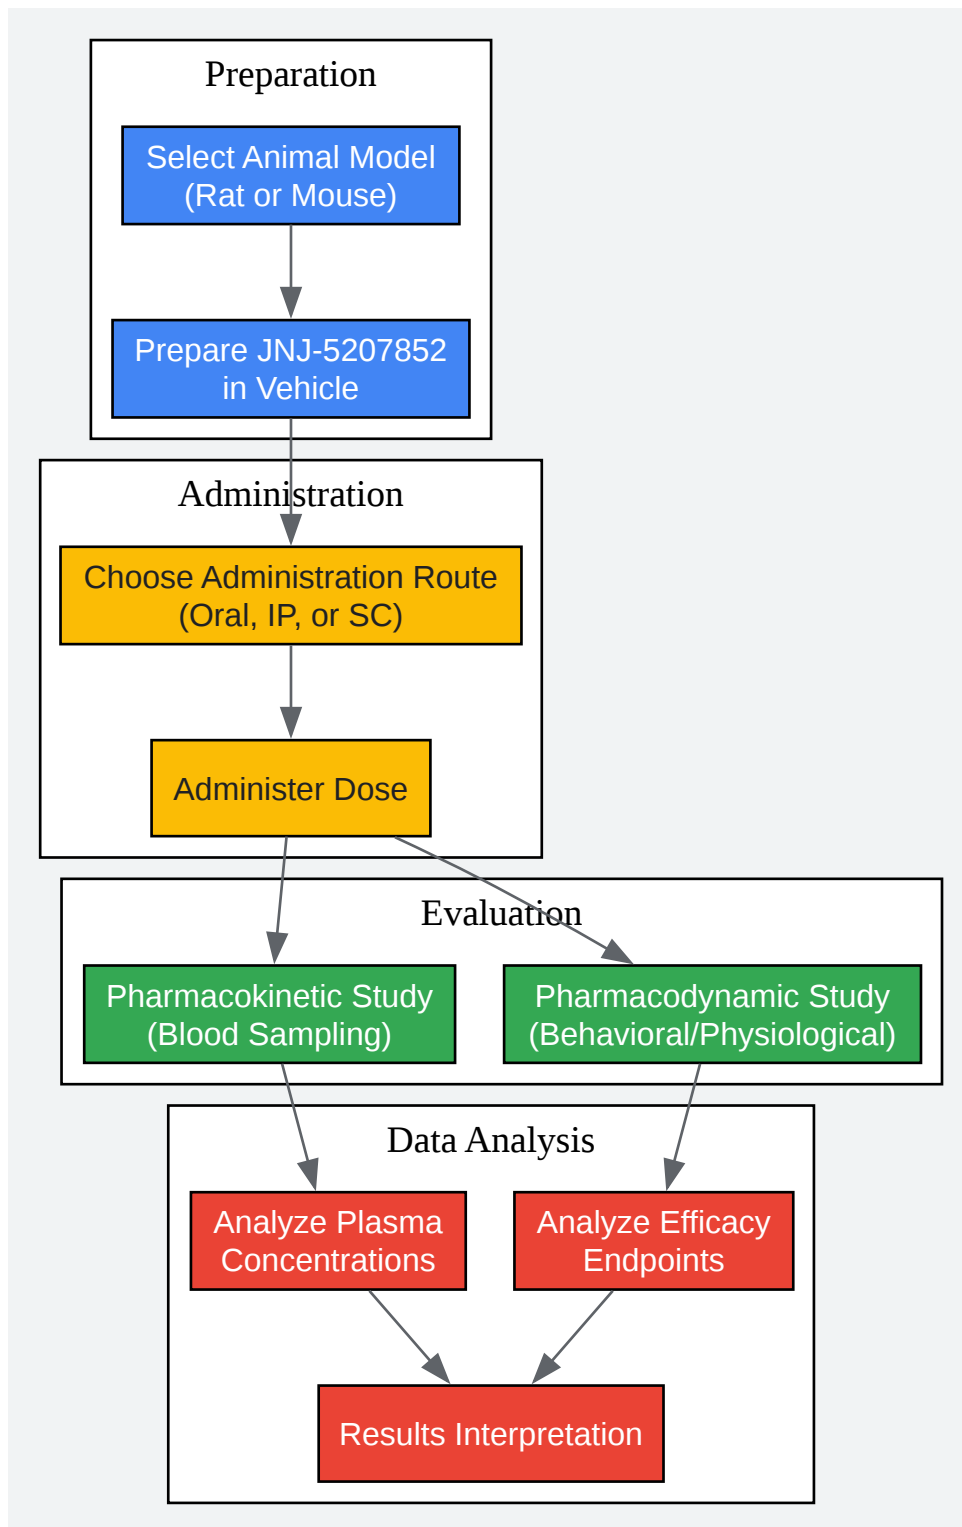 Preparation
Select Animal Model
(Rat or Mouse)
Prepare JNJ-5207852
in Vehicle
Administration
Choose Administration Route
(Oral, IP, or SC)
Administer Dose
Evaluation
Pharmacokinetic Study
(Blood Sampling)
Pharmacodynamic Study
(Behavioral/Physiological)
Data Analysis
Analyze Plasma
Concentrations
Analyze Efficacy
Endpoints
Results Interpretation